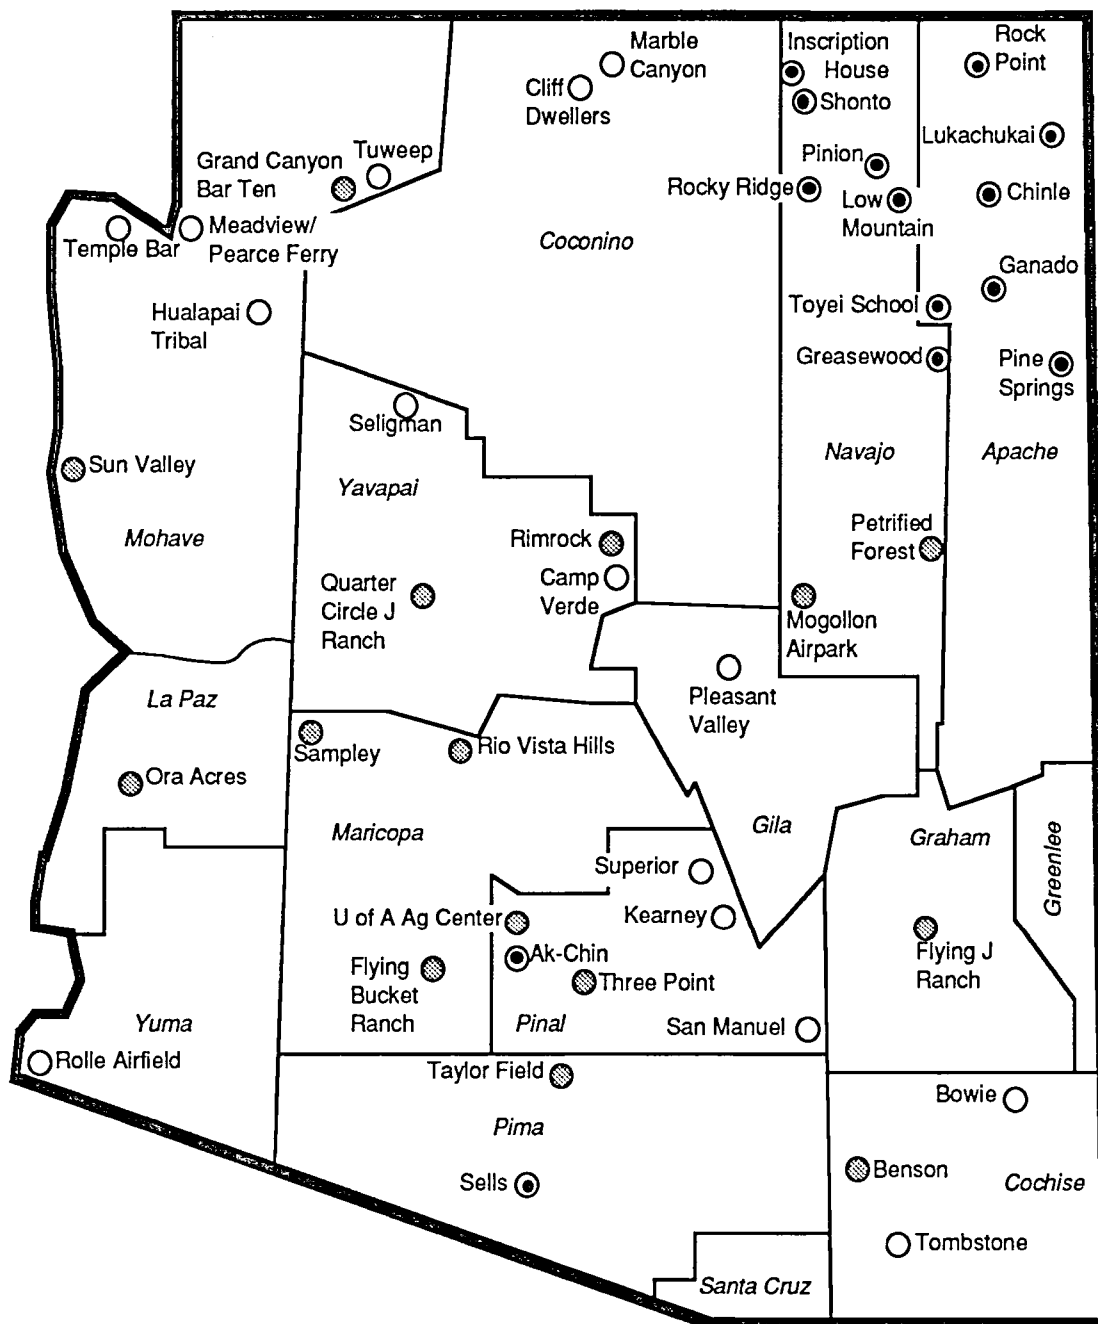 Marble
Canyon
Inscription
House
Rock
Point
Cliff
Dwellers
Shonto
Lukachukai
Grand Canyon
Bar Ten
Tuweep
Pinion
Rocky Ridge
Low
Mountain
Chinle
Temple Bar
Meadview/
Pearce Ferry
Coconino
Ganado
Hualapai
Tribal
Toyei School
Greasewood
Pine
Springs
Seligman
Sun Valley
Yavapai
Navajo
Apache
Mohave
Rimrock
Petrified
Forest
Quarter
Circle J
Ranch
Camp
Verde
Mogollon
Airpark
La Paz
Pleasant
Valley
Sampley
Rio Vista Hills
Ora Acres
Maricopa
Gila
Graham
Greenlee
Superior
U of A Ag Center
Kearney
Ak-Chin
Flying
Bucket
Ranch
Three Point
Flying J
Ranch
Yuma
Pinal
San Manuel
Rolle Airfield
Taylor Field
Bowie
Pima
Sells
Benson
Cochise
Tombstone
Santa Cruz